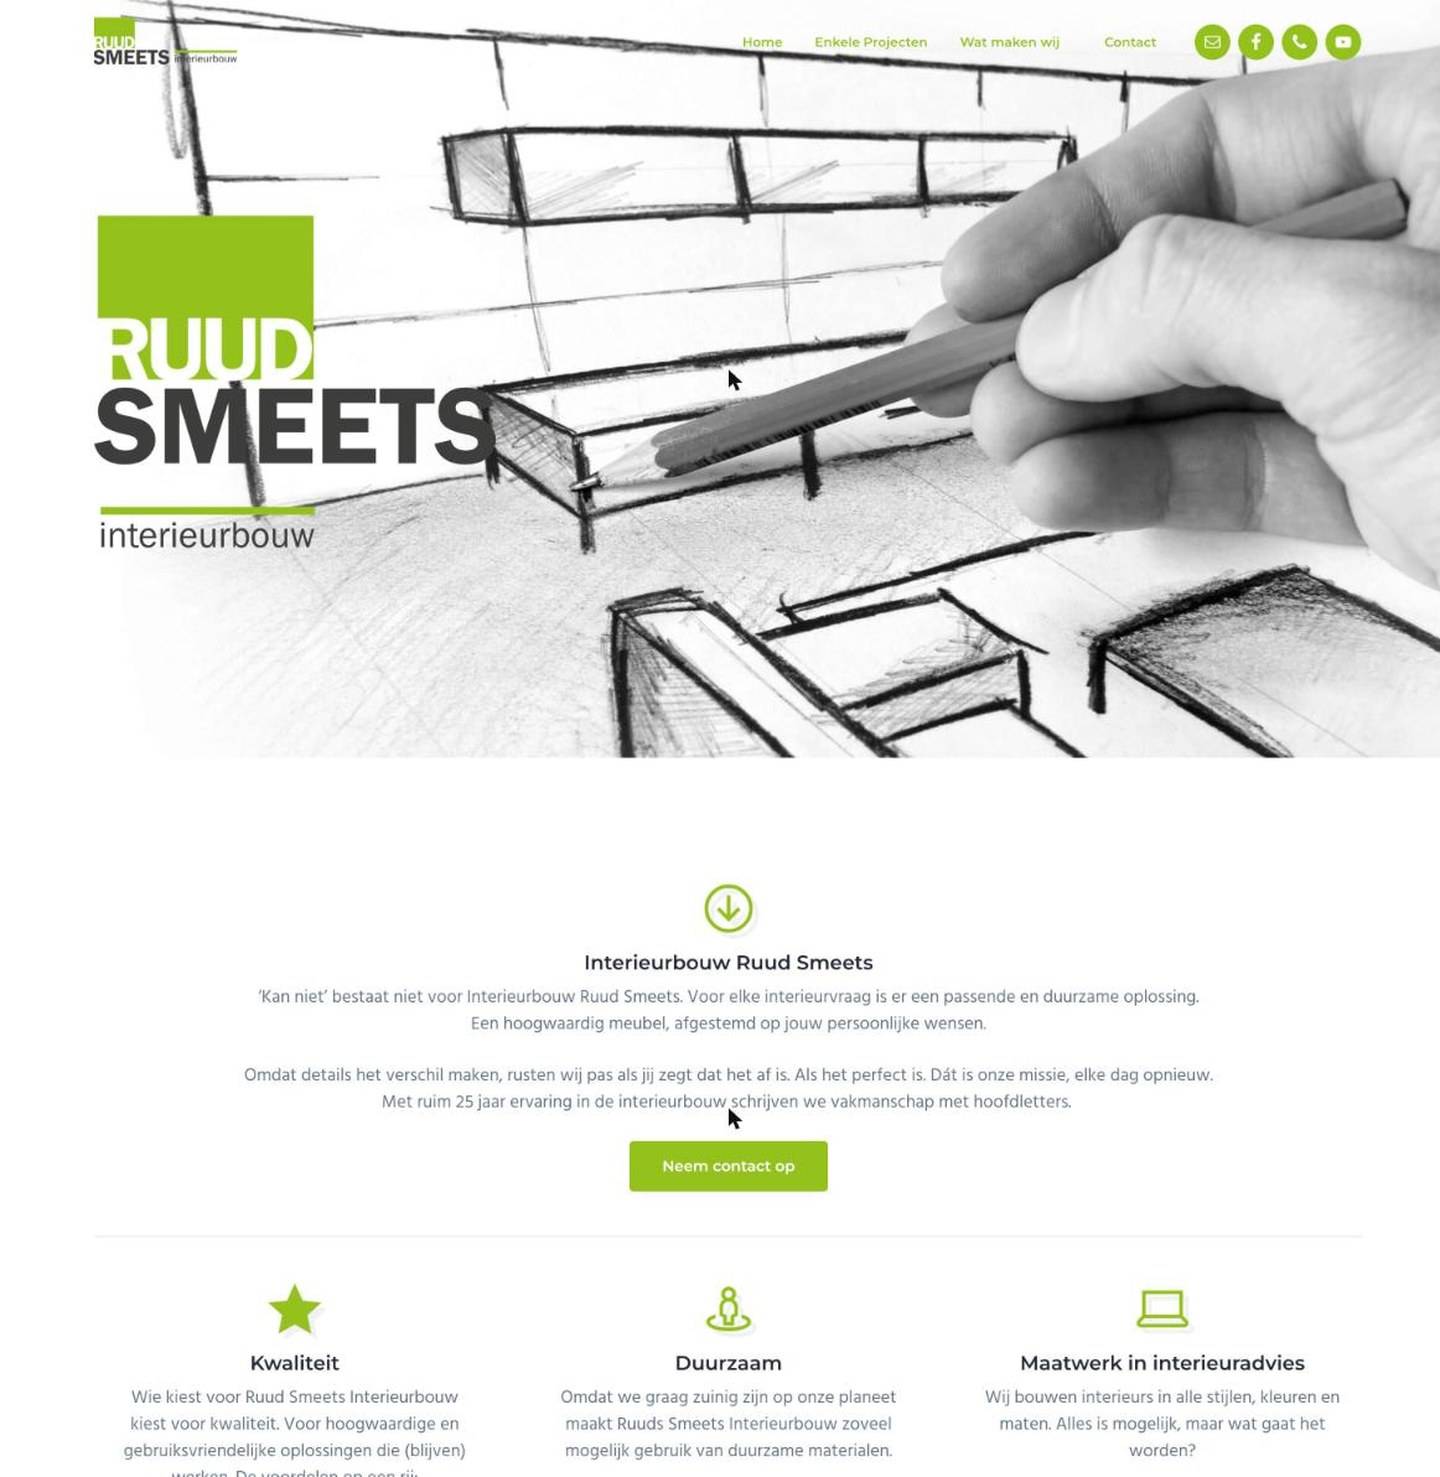 RUUD
SMEETS interieurbouw
Home Enkele Projecten Wat maken wij Contact
RUUD
SMEETS
interieurbouw
Interieurbouw Ruud Smeets
‘Kan niet’ bestaat niet voor Interieurbouw Ruud Smeets. Voor elke interieurvraag is er een passende en duurzame oplossing.
Een hoogwaardig meubel, afgestemd op jouw persoonlijke wensen.
Omdat details het verschil maken, rusten wij pas als jij zegt dat het af is. Als het perfect is. Dát is onze missie, elke dag opnieuw.
Met ruim 25 jaar ervaring in de interieurbouw schrijven we vakmanschap met hoofdletters.
Neem contact op
Kwaliteit
Wie kiest voor Ruud Smeets Interieurbouw
kiest voor kwaliteit. Voor hoogwaardige en
gebruiksvriendelijke oplossingen die (blijven)
werken. De voordelen op een rij:
Duurzaam
Omdat we graag zuinig zijn op onze planeet
maakt Ruuds Smeets Interieurbouw zoveel
mogelijk gebruik van duurzame materialen.
Maatwerk in interieuradvies
Wij bouwen interieurs in alle stijlen, kleuren en
maten. Alles is mogelijk, maar wat gaat het
worden?